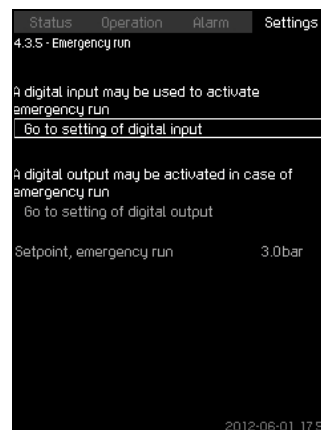 Status Operation Alarm Settings
4.3.5 - Emergency run
A digital input may be used to activate
emergency run
Go to setting of digital input
A digital output may be activated in case of
emergency run
Go to setting of digital output
Setpoint, emergency run 3.0bar
2012-06-01 17:5